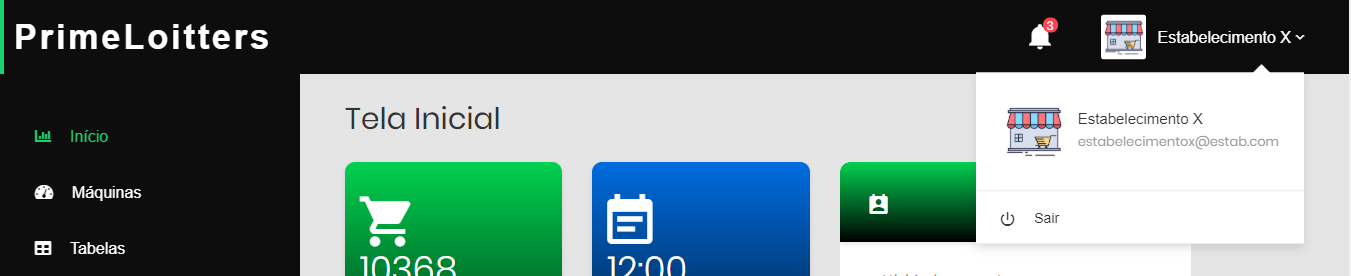 PrimeLoitters
3
Estabelecimento X
Início
Máquinas
Tabelas
Tela Inicial
10368
12:00
Estabelecimento X
estabelecimentox@estab.com
Sair